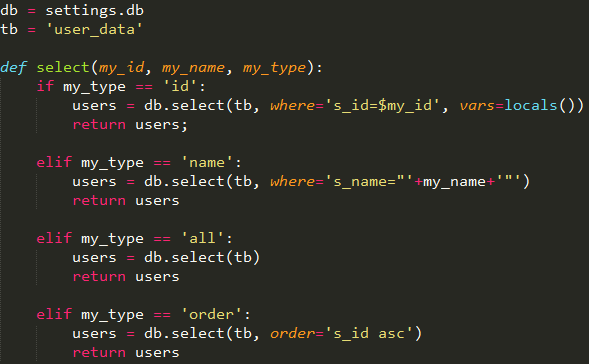 db = settings.db
tb = 'user_data'
def select(my_id, my_name, my_type):
    if my_type == 'id':
        users = db.select(tb, where='s_id=$my_id', vars=locals())
        return users;
    elif my_type == 'name':
        users = db.select(tb, where='s_name="'+my_name+'"')
        return users
    elif my_type == 'all':
        users = db.select(tb)
        return users
    elif my_type == 'order':
        users = db.select(tb, order='s_id asc')
        return users